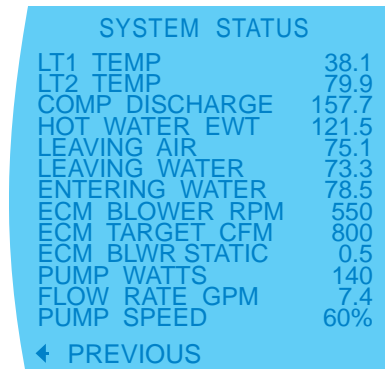 SYSTEM STATUS
LT1 TEMP 38.1
LT2 TEMP 79.9
COMP DISCHARGE 157.7
HOT WATER EWT 121.5
LEAVING AIR 75.1
LEAVING WATER 73.3
ENTERING WATER 78.5
ECM BLOWER RPM 550
ECM TARGET CFM 800
ECM BLWR STATIC 0.5
PUMP WATTS 140
FLOW RATE GPM 7.4
PUMP SPEED 60%
PREVIOUS